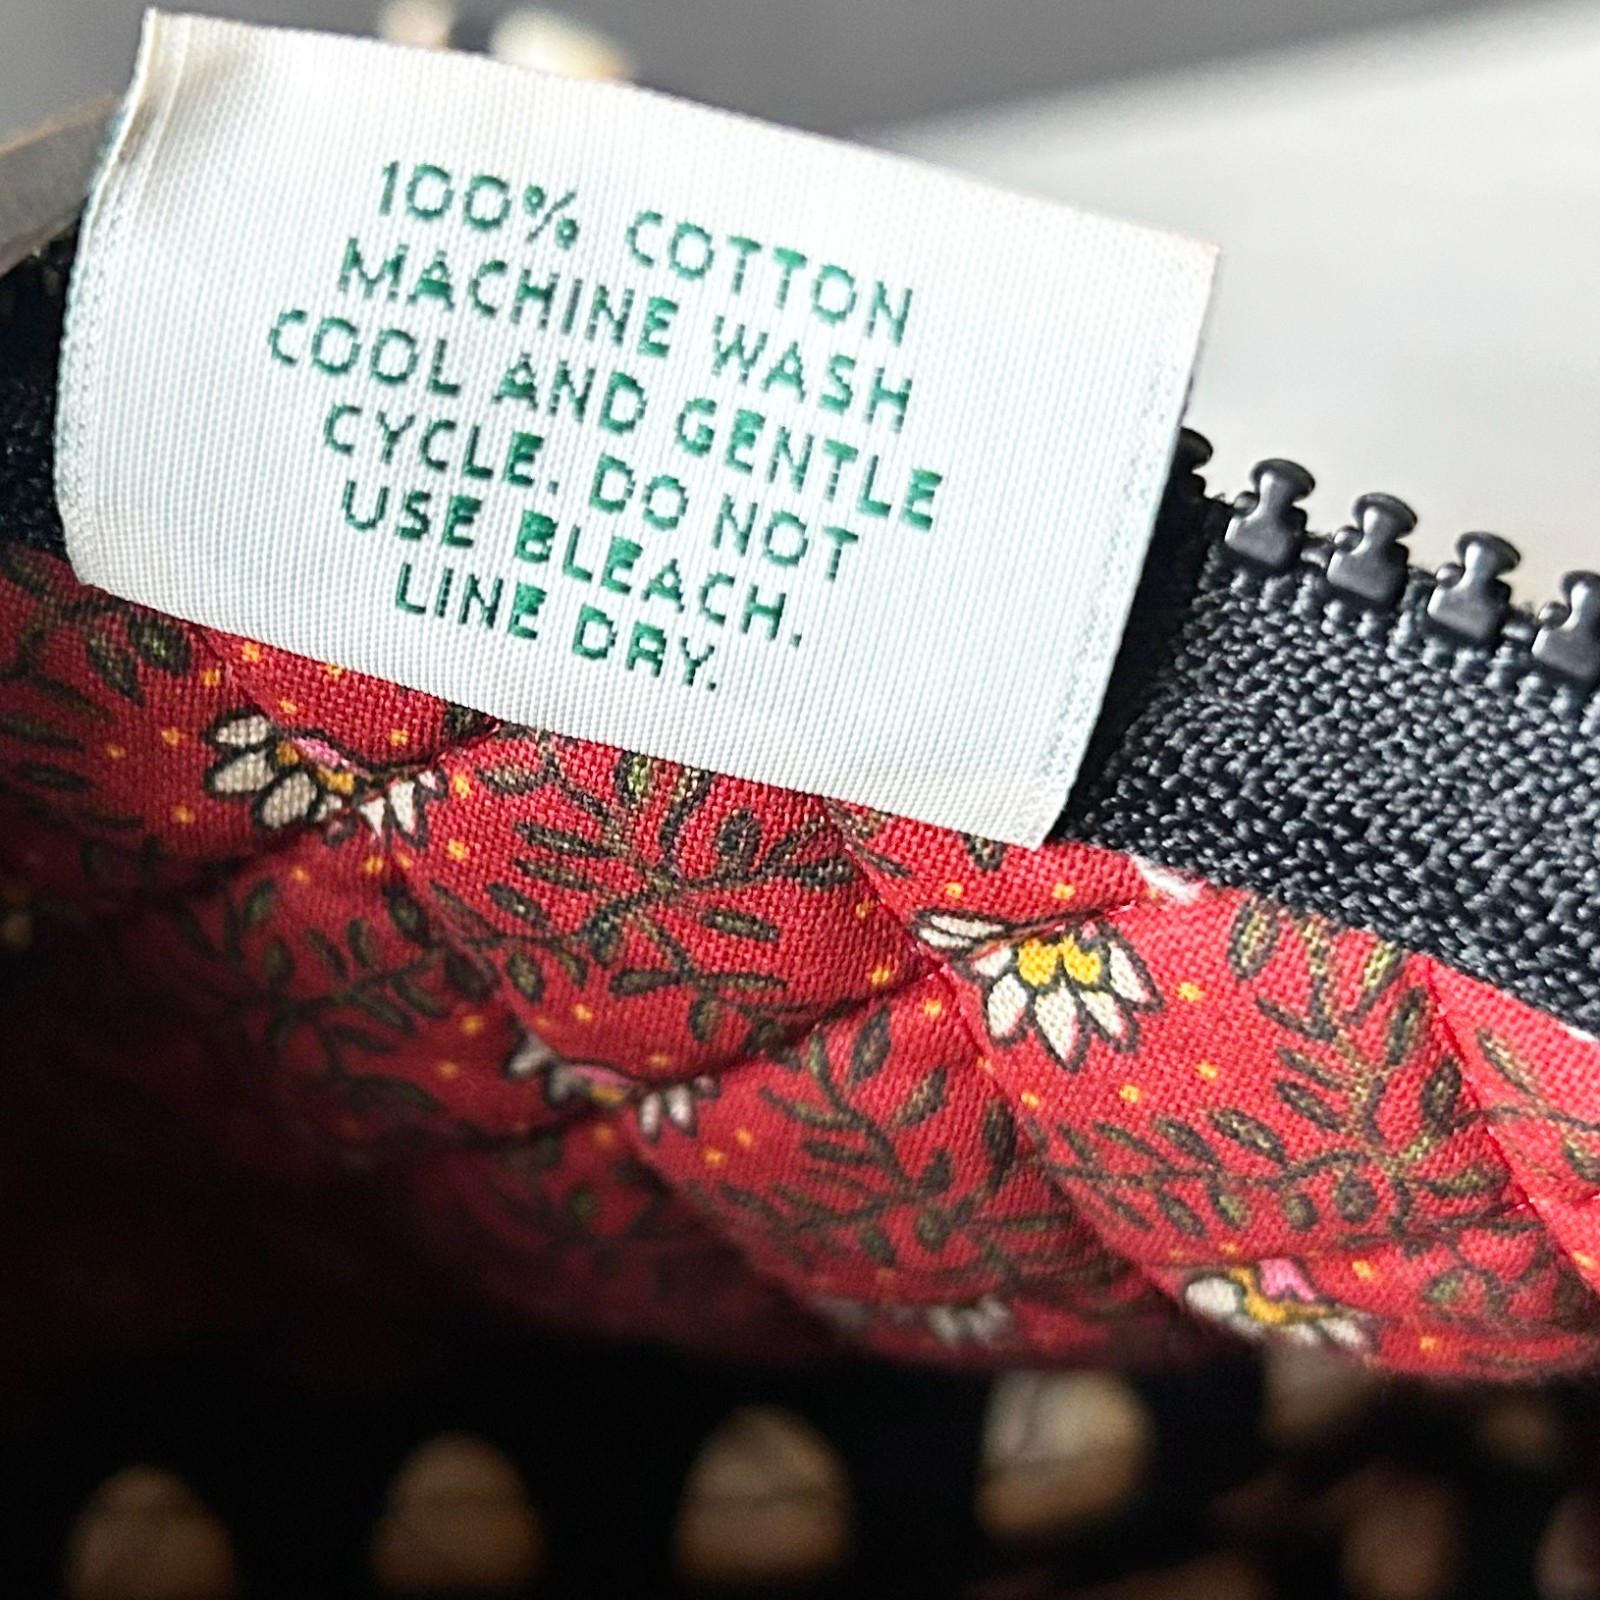 100% COTTON
MACHINE WASH
COOL AND GENTLE
CYCLE. DO NOT
USE BLEACH.
LINE DRY.